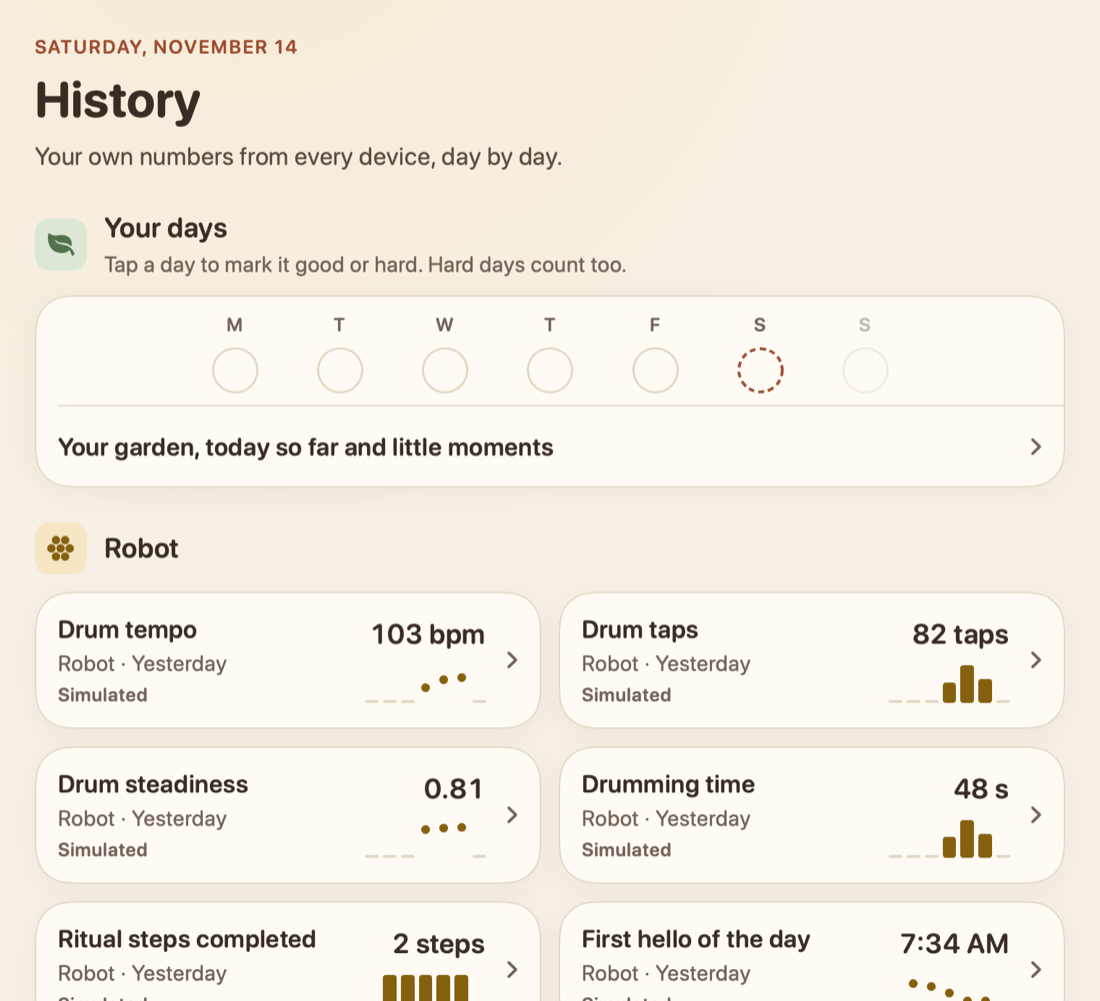 SATURDAY, NOVEMBER 14
History
Your own numbers from every device, day by day.
Your days
Tap a day to mark it good or hard. Hard days count too.
M T W T F S S
Your garden, today so far and little moments
Robot
Drum tempo
103 bpm
Robot · Yesterday
Simulated
Drum taps
82 taps
Robot · Yesterday
Simulated
Drum steadiness
0.81
Robot · Yesterday
Simulated
Drumming time
48 s
Robot · Yesterday
Simulated
Ritual steps completed
2 steps
Robot · Yesterday
First hello of the day
7:34 AM
Robot · Yesterday